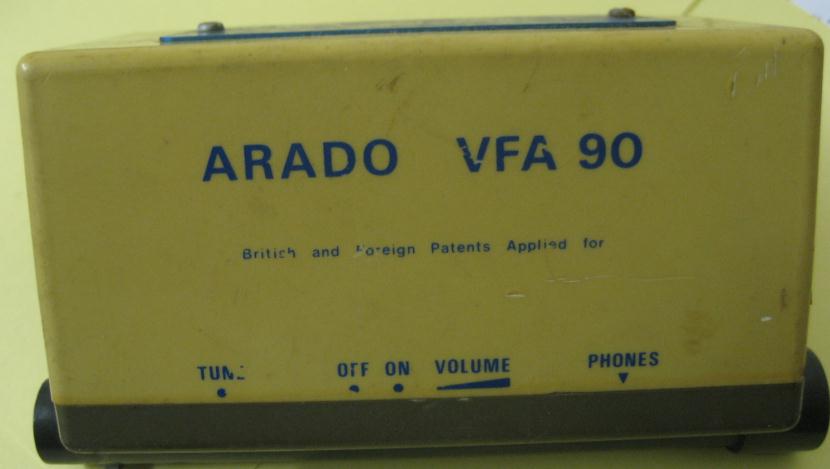 ARADO VFA 90
British and Foreign Patents Applied for
TUNE OFF ON VOLUME PHONES